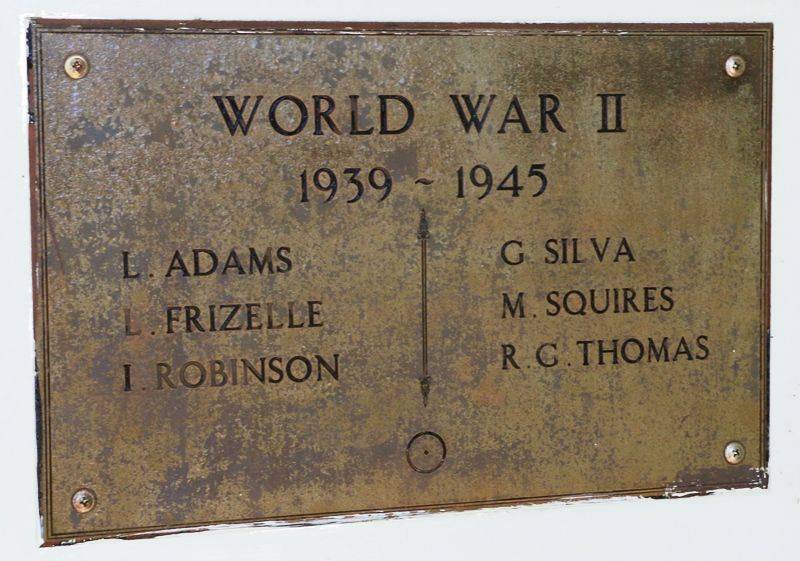 WORLD WAR II
1939 ~ 1945
L. ADAMS
L. FRIZELLE
I. ROBINSON
G. SILVA
M. SQUIRES
R. G. THOMAS